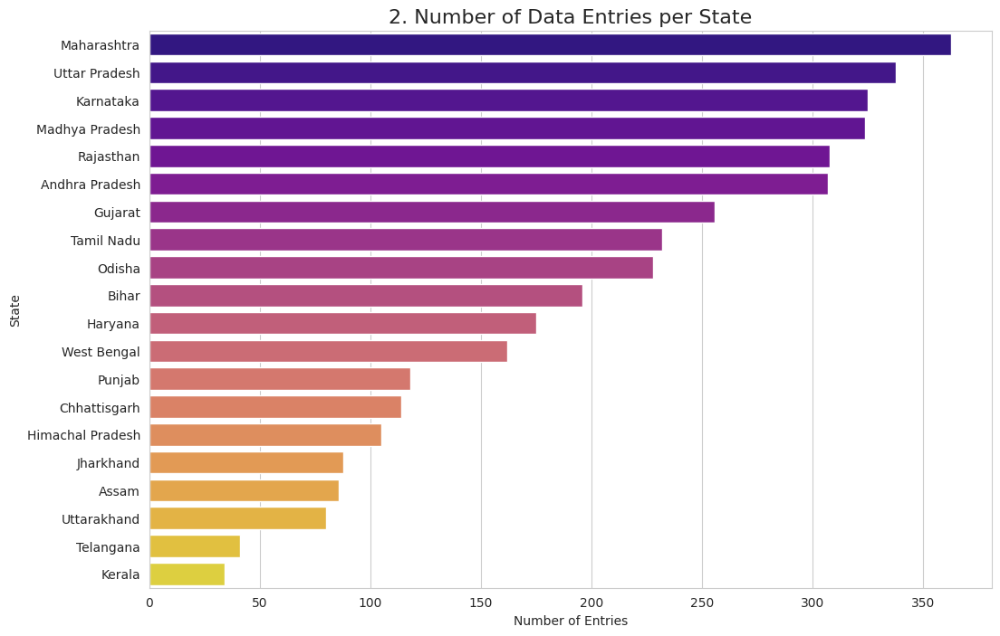 2. Number of Data Entries per State
Maharashtra
Uttar Pradesh
Karnataka
Madhya Pradesh
Rajasthan
Andhra Pradesh
Gujarat
Tamil Nadu
Odisha
Bihar
Haryana
West Bengal
Punjab
Chhattisgarh
Himachal Pradesh
Jharkhand
Assam
Uttarakhand
Telangana
Kerala
State
0 50 100 150 200 250 300 350
Number of Entries